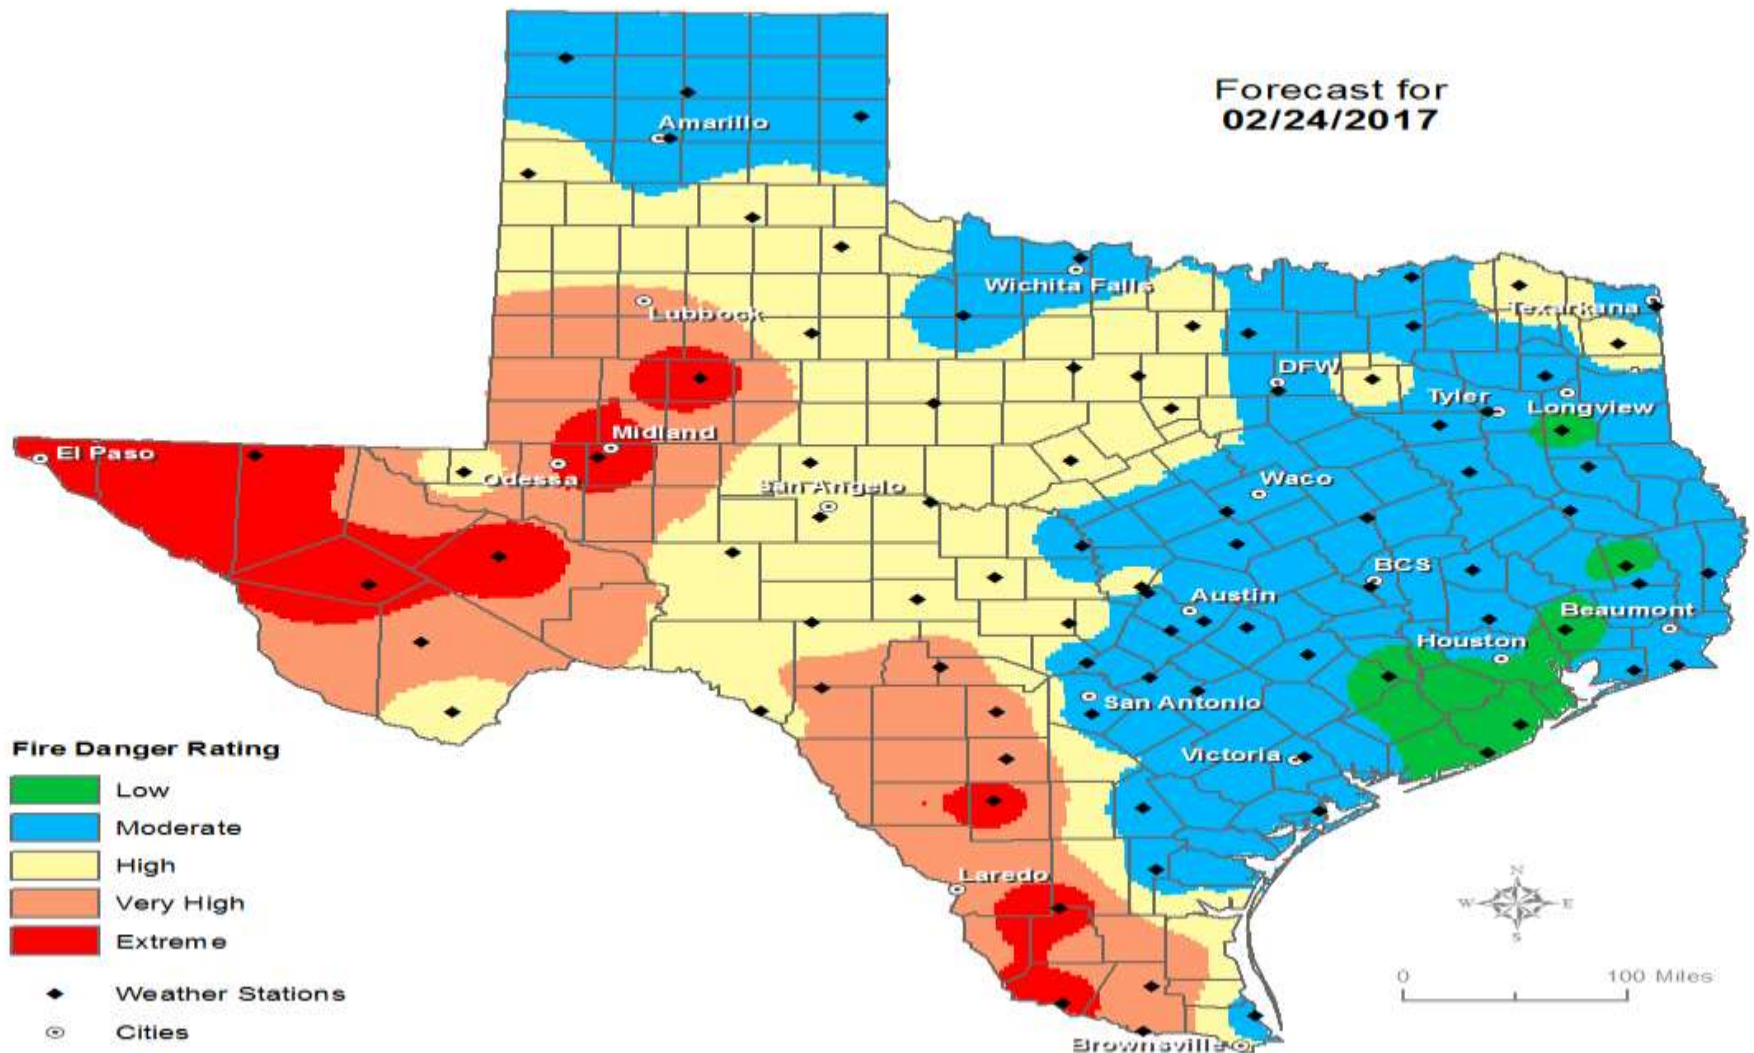 Forecast for
02/24/2017
Amarillo
Wichita Falls
Lubbock
Texarkana
DFW
Tyler
Longview
Midland
El Paso
Odessa
San Angelo
Waco
BCS
Austin
Beaumont
Houston
San Antonio
Victoria
Laredo
Brownsville
Fire Danger Rating
Low
Moderate
High
Very High
Extreme
Weather Stations
Cities
N
W E
S
0 100 Miles